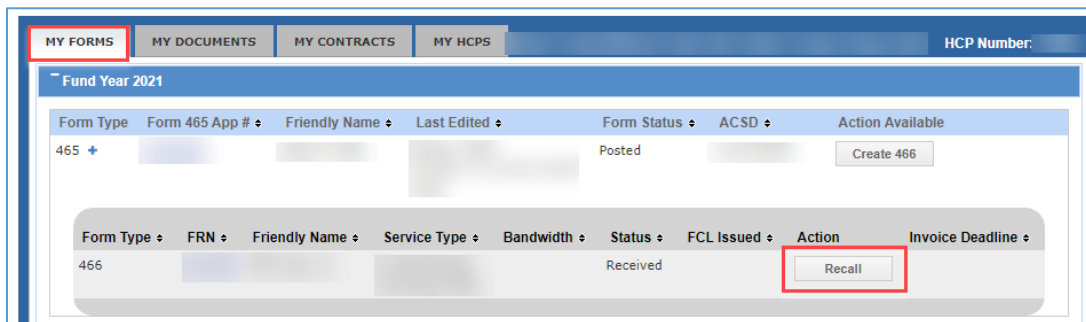 MY FORMS MY DOCUMENTS MY CONTRACTS MY HCPS HCP Number:
Fund Year 2021
Form Type Form 465 App # Friendly Name Last Edited Form Status ACSD Action Available
465 + Posted Create 466
Form Type FRN Friendly Name Service Type Bandwidth Status FCL Issued Action Invoice Deadline
466 Received Recall